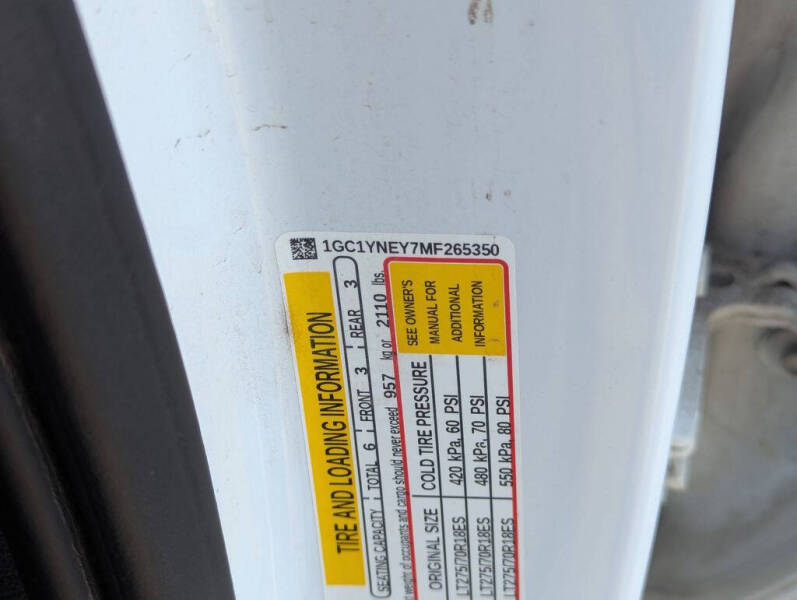 1GC1YNEY7MF265350
TIRE AND LOADING INFORMATION
SEATING CAPACITY TOTAL 6 FRONT 3 REAR 3
weight of occupants and cargo should never exceed 957 kg or 2110 lbs.
ORIGINAL SIZE COLD TIRE PRESSURE
LT275/70R18ES 420 kPa, 60 PSI
LT275/70R18ES 480 kPa, 70 PSI
LT275/70R18ES 550 kPa, 80 PSI
SEE OWNER'S
MANUAL FOR
ADDITIONAL
INFORMATION